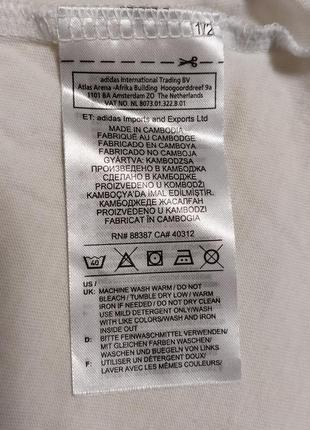 1/2
adidas International Trading BV
Atlas Arena -Afrika Building Hoogoorddreef 9a
1101 BA Amsterdam ZO The Netherlands
VAT NO. NL 8073.01.322.B.01
ET: adidas Imports and Exports Ltd
MADE IN CAMBODIA
FABRIQUÉ AU CAMBODGE
FABRICADO EN CAMBOYA
FABRICADO NO CAMBOJA
GYÁRTVA: KAMBODZSA
ПРОИЗВЕДЕНО В КАМБОДЖА
СДЕЛАНО В КАМБОДЖЕ
PROIZVEDENO U KOMBODŽI
KAMBOÇYA'DA IMAL EDILMIŞTIR.
КАМБОДЖЕДЕ ЖАСАЛҒАН
PROIZVEDENO U KAMBODŽI
FABRICAT ÎN CAMBOGIA
RN# 88387 CA# 40312
40
US /
UK: MACHINE WASH WARM / DO NOT
BLEACH / TUMBLE DRY LOW / WARM
IRON IF NEEDED / DO NOT DRY CLEAN
USE MILD DETERGENT ONLY/WASH
WITH LIKE COLORS/WASH AND IRON
INSIDE OUT
D: BITTE FEINWASCHMITTEL VERWENDEN/
MIT GLEICHEN FARBEN WASCHEN/
WASCHEN UND BUEGELN VON LINKS
F: UTILISER UN DÉTERGENT DOUX/
LAVER AVEC LES MÊMES COULEURS/